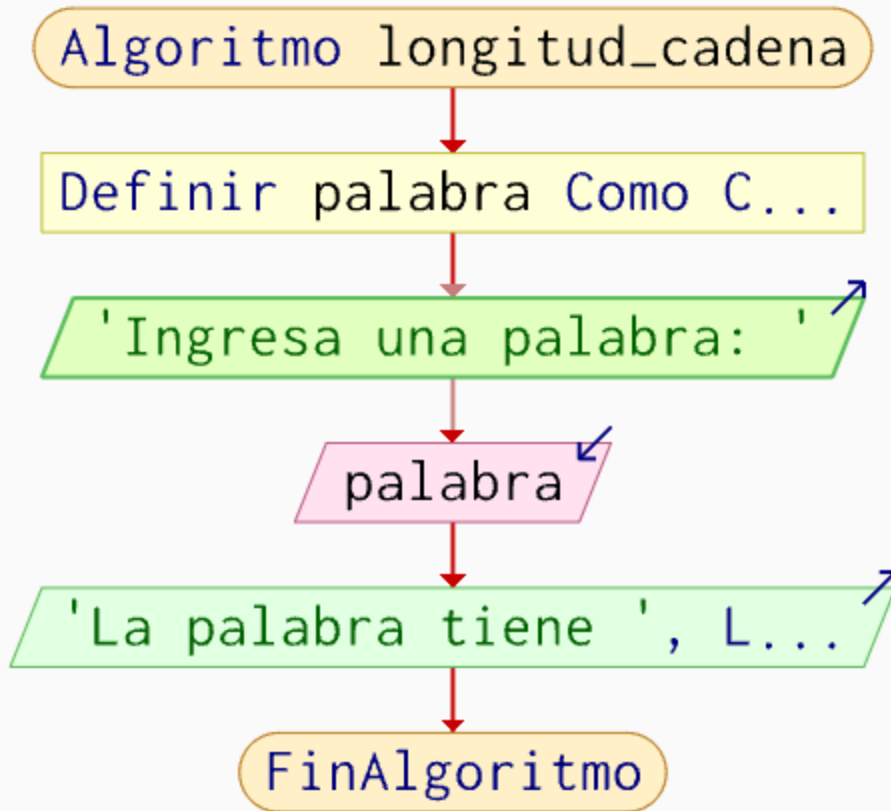 Algoritmo longitud_cadena
Definir palabra Como C...
'Ingresa una palabra: '
palabra
'La palabra tiene ', L...
FinAlgoritmo